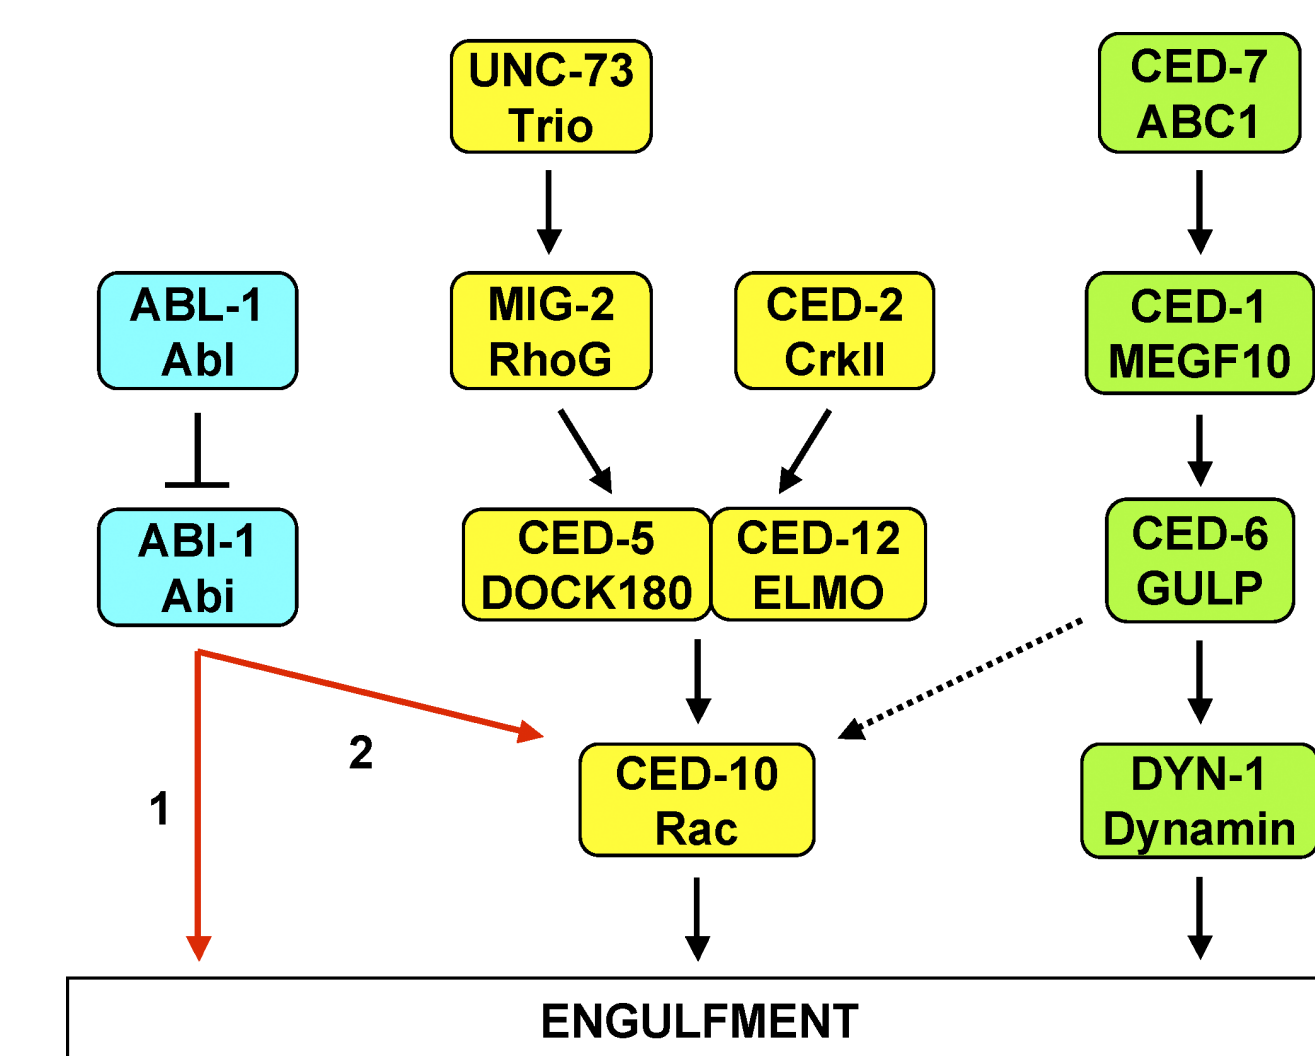 UNC-73
Trio
CED-7
ABC1
ABL-1
Abl
MIG-2
RhoG
CED-2
CrkII
CED-1
MEGF10
ABI-1
Abi
CED-5
DOCK180
CED-12
ELMO
CED-6
GULP
1
2
CED-10
Rac
DYN-1
Dynamin
ENGULFMENT